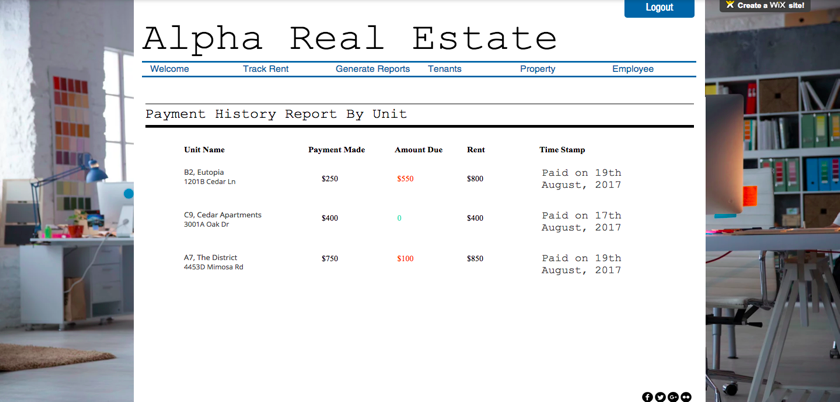 Logout
Create a WiX site!
Alpha Real Estate
Welcome Track Rent Generate Reports Tenants Property Employee
Payment History Report By Unit
Unit Name Payment Made Amount Due Rent Time Stamp
B2, Eutopia
1201B Cedar Ln
$250 $550 $800
Paid on 19th
August, 2017
C9, Cedar Apartments
3001A Oak Dr
$400 0 $400
Paid on 17th
August, 2017
A7, The District
4453D Mimosa Rd
$750 $100 $850
Paid on 19th
August, 2017